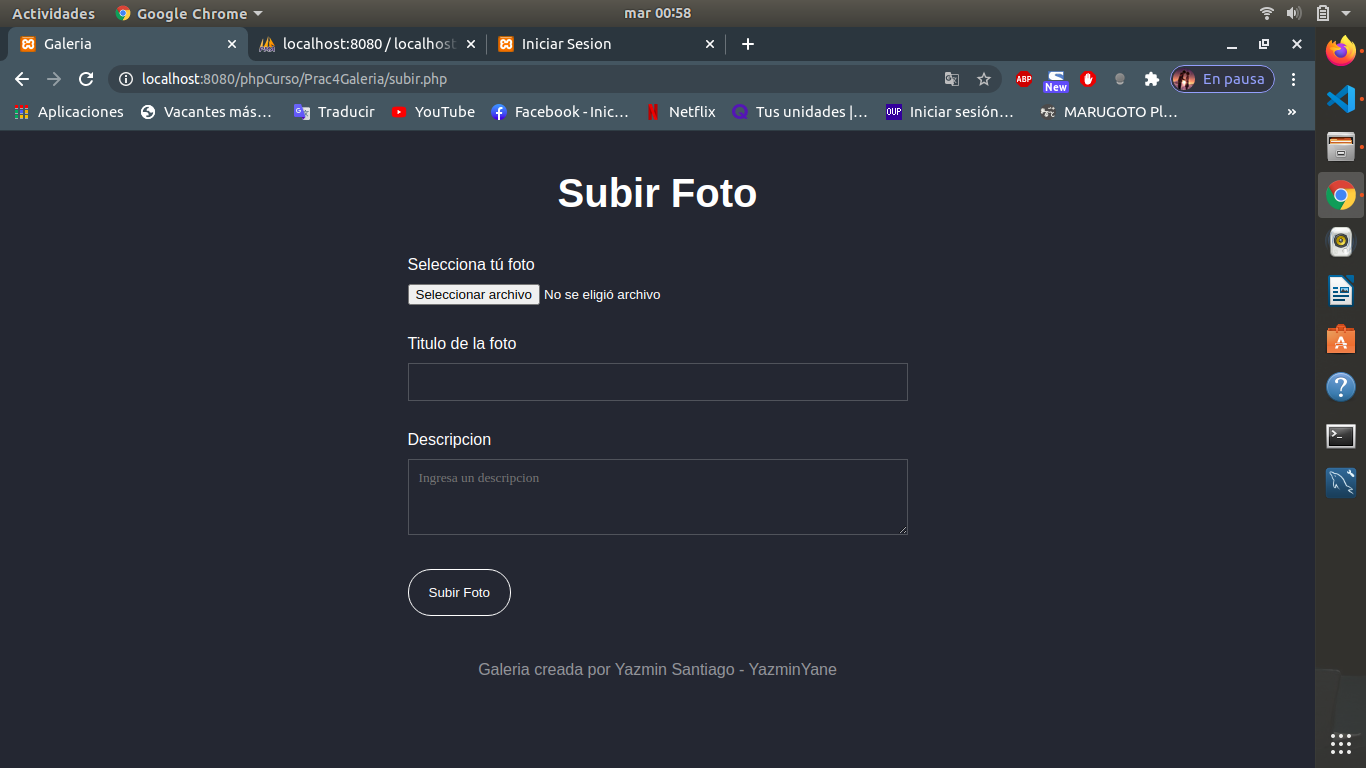 Actividades
Google Chrome
mar 00:58
Galeria
localhost:8080 / localhost
Iniciar Sesion
localhost:8080/phpCurso/Prac4Galeria/subir.php
ABP
New
En pausa
Aplicaciones
Vacantes más…
Traducir
YouTube
Facebook - Inic…
Netflix
Tus unidades |…
OUP
Iniciar sesión…
MARUGOTO Pl…
»
Subir Foto
Selecciona tú foto
Seleccionar archivo No se eligió archivo
Titulo de la foto
Descripcion
Ingresa un descripcion
Subir Foto
Galeria creada por Yazmin Santiago - YazminYane